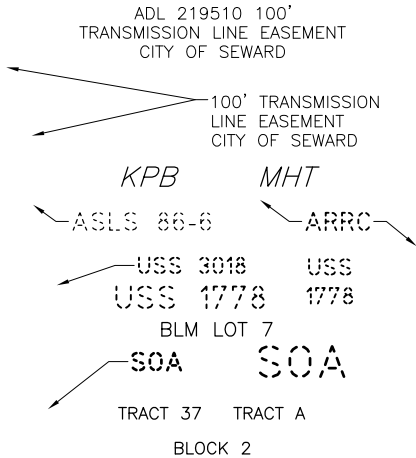 ADL 219510 100'
TRANSMISSION LINE EASEMENT
CITY OF SEWARD
100' TRANSMISSION
LINE EASEMENT
CITY OF SEWARD
KPB MHT
ASLS 86-6 ARRC
USS 3018 USS
USS 1778 1778
BLM LOT 7
SOA SOA
TRACT 37 TRACT A
BLOCK 2